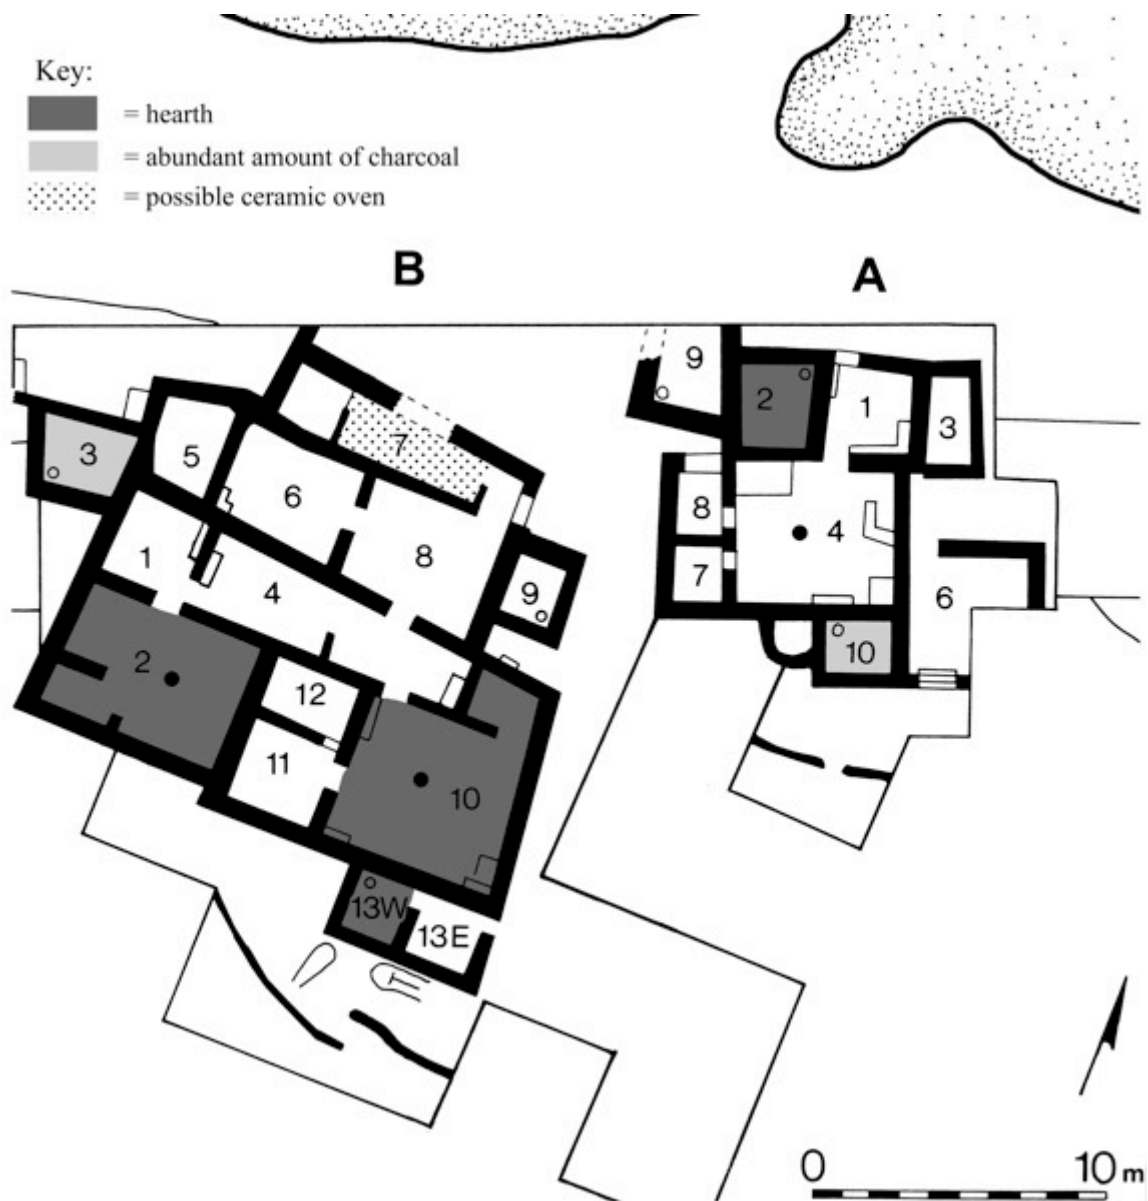 Key:
= hearth
= abundant amount of charcoal
= possible ceramic oven
B
A
9
2
1
3
3
5
7
6
8
4
8
1
4
9
7
6
2
12
10
11
10
13W
13E
0 10 m